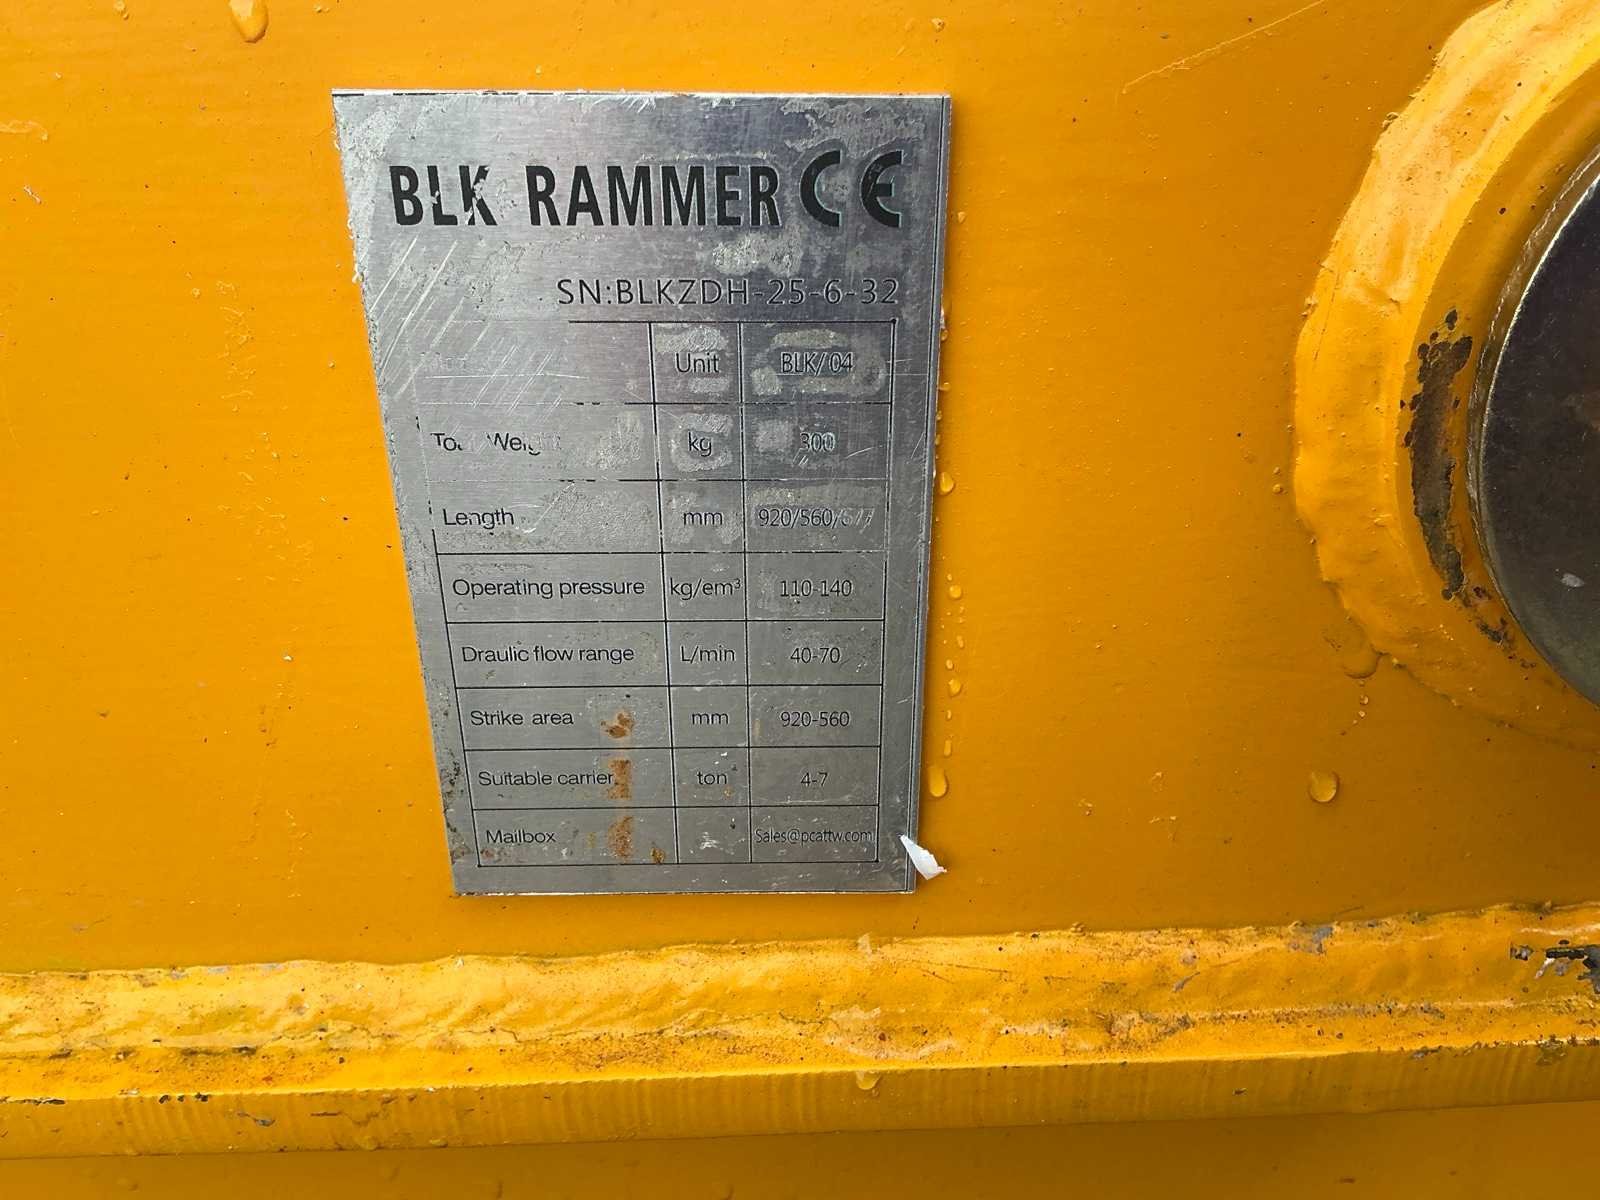 BLK RAMMER CE
SN:BLKZDH-25-6-32
Unit BLK/04
kg 300
Length mm 920/560/
Operating pressure kg/em³ 110-140
Draulic flow range L/min 40-70
Strike area mm 920-560
Suitable carrier ton 4-7
Mailbox Sales@pcattw.com